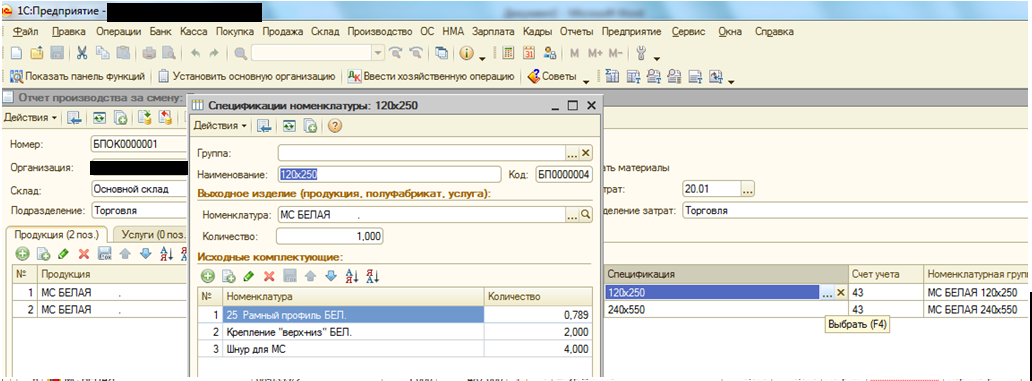 1С:Предприятие -
Файл Правка Операции Банк Касса Покупка Продажа Склад Производство ОС НМА Зарплата Кадры Отчеты Предприятие Сервис Окна Справка
M M+ M-
Показать панель функций Установить основную организацию Ввести хозяйственную операцию Советы
Отчет производства за смену:
Действия
Номер: БПОК0000001
Организация:
Склад: Основной склад
Подразделение: Торговля
Продукция (2 поз.) Услуги (0 поз.
№ Продукция
1 МС БЕЛАЯ .
2 МС БЕЛАЯ .
Спецификации номенклатуры: 120x250
Действия
Группа:
Наименование: 120x250 Код: БП0000004
Выходное изделие (продукция, полуфабрикат, услуга):
Номенклатура: МС БЕЛАЯ .
Количество: 1,000
Исходные комплектующие:
№ Номенклатура Количество
1 25 Рамный профиль БЕЛ. 0,789
2 Крепление "верх-низ" БЕЛ. 2,000
3 Шнур для МС 4,000
ать материалы
трат: 20.01
деление затрат: Торговля
Спецификация Счет учета Номенклатурная групп
120x250 43 МС БЕЛАЯ 120x250
240x550 43 МС БЕЛАЯ 240x550
Выбрать (F4)